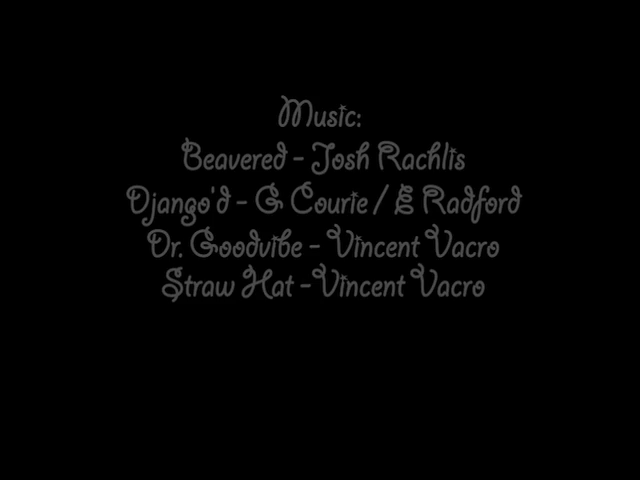 Music:
Beavered - Josh Rachlis
Django'd - G Courie / E Radford
Dr. Goodvibe - Vincent Vacro
Straw Hat - Vincent Vacro